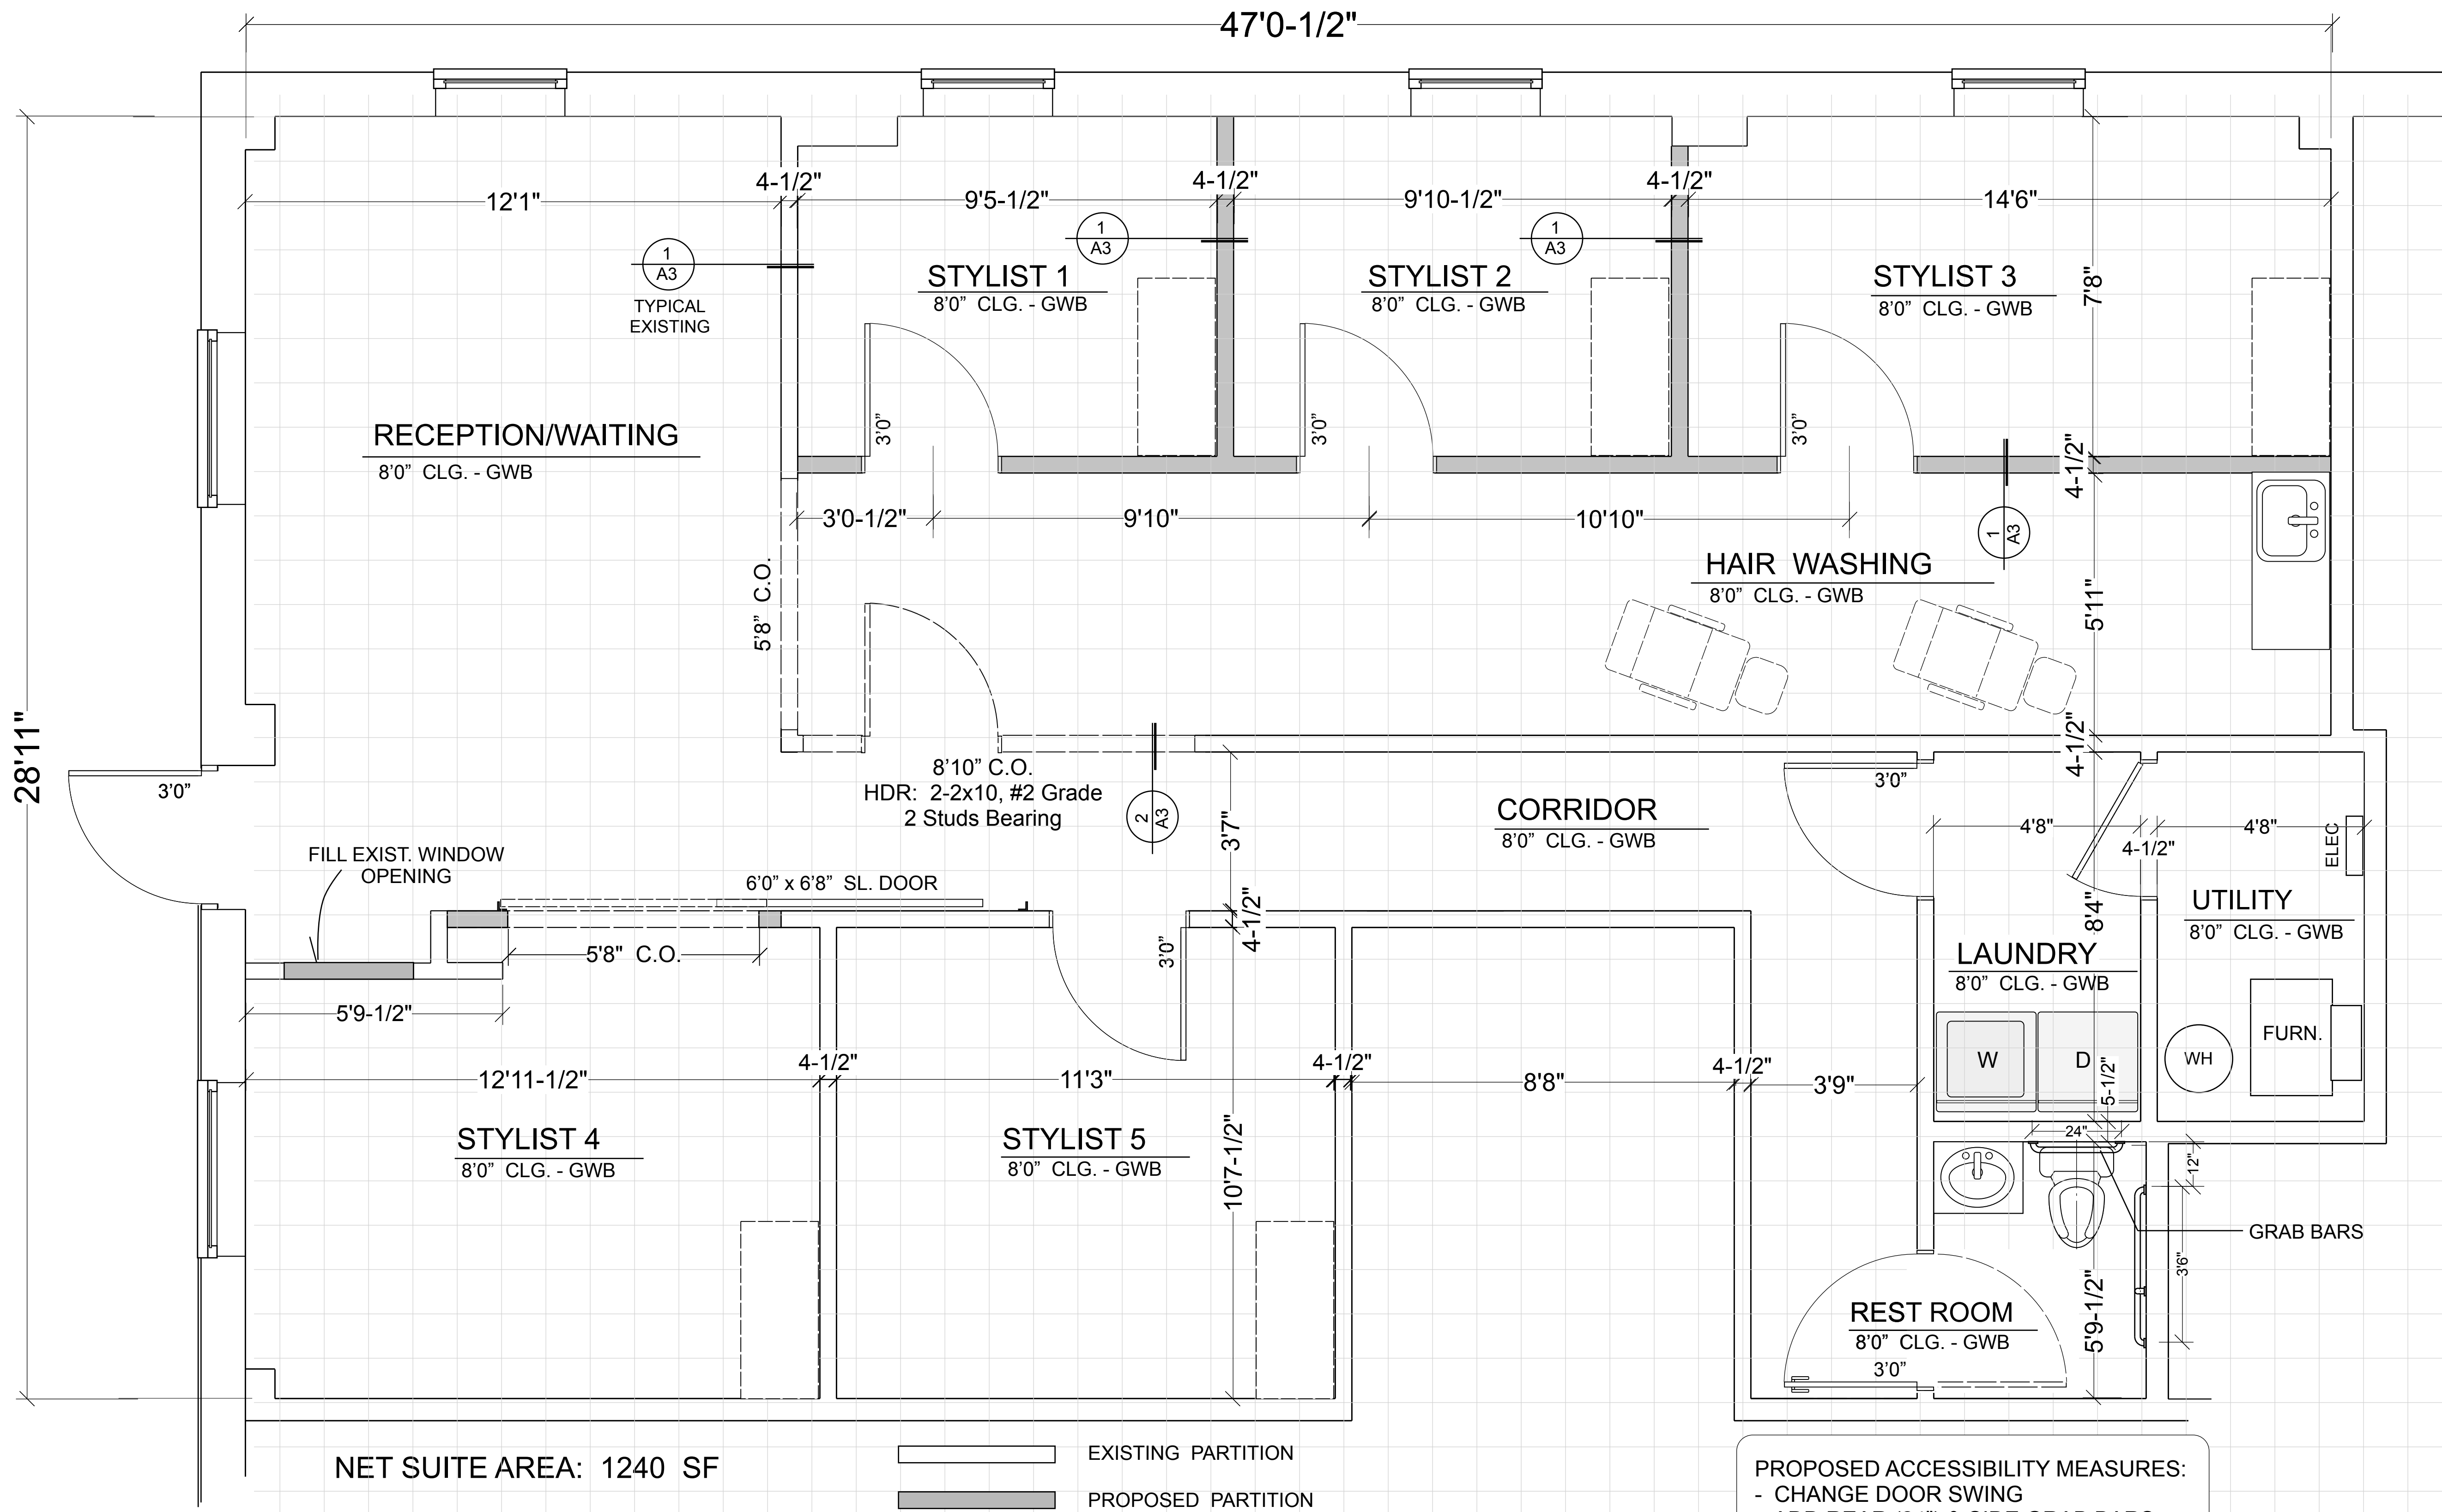 47'0-1/2"
28'11"
12'1"
4-1/2"
9'5-1/2"
4-1/2"
9'10-1/2"
4-1/2"
14'6"
1
A3
TYPICAL
EXISTING
1
A3
1
A3
STYLIST 1
8'0” CLG. - GWB
STYLIST 2
8'0” CLG. - GWB
STYLIST 3
8'0” CLG. - GWB
7'8"
3'0”
3'0”
3'0”
RECEPTION/WAITING
8'0” CLG. - GWB
4-1/2"
3'0-1/2"
9'10"
10'10"
1
A3
5'8” C.O.
HAIR WASHING
8'0” CLG. - GWB
5'11"
4-1/2"
3'0”
8'10” C.O.
HDR: 2-2x10, #2 Grade
2 Studs Bearing
2
A3
3'7"
CORRIDOR
8'0” CLG. - GWB
3'0”
4'8"
4-1/2"
4'8"
ELEC
FILL EXIST. WINDOW
OPENING
6'0” x 6'8” SL. DOOR
4-1/2"
8'4"
UTILITY
8'0” CLG. - GWB
5'8" C.O.
3'0”
LAUNDRY
8'0” CLG. - GWB
5'9-1/2"
FURN.
WH
W
D
5-1/2"
12'11-1/2"
4-1/2"
11'3"
4-1/2"
8'8"
4-1/2"
3'9"
STYLIST 4
8'0” CLG. - GWB
STYLIST 5
8'0” CLG. - GWB
10'7-1/2"
24"
12"
GRAB BARS
3'6"
REST ROOM
8'0” CLG. - GWB
5'9-1/2"
3'0”
NET SUITE AREA: 1240 SF
EXISTING PARTITION
PROPOSED PARTITION
PROPOSED ACCESSIBILITY MEASURES:
- CHANGE DOOR SWING